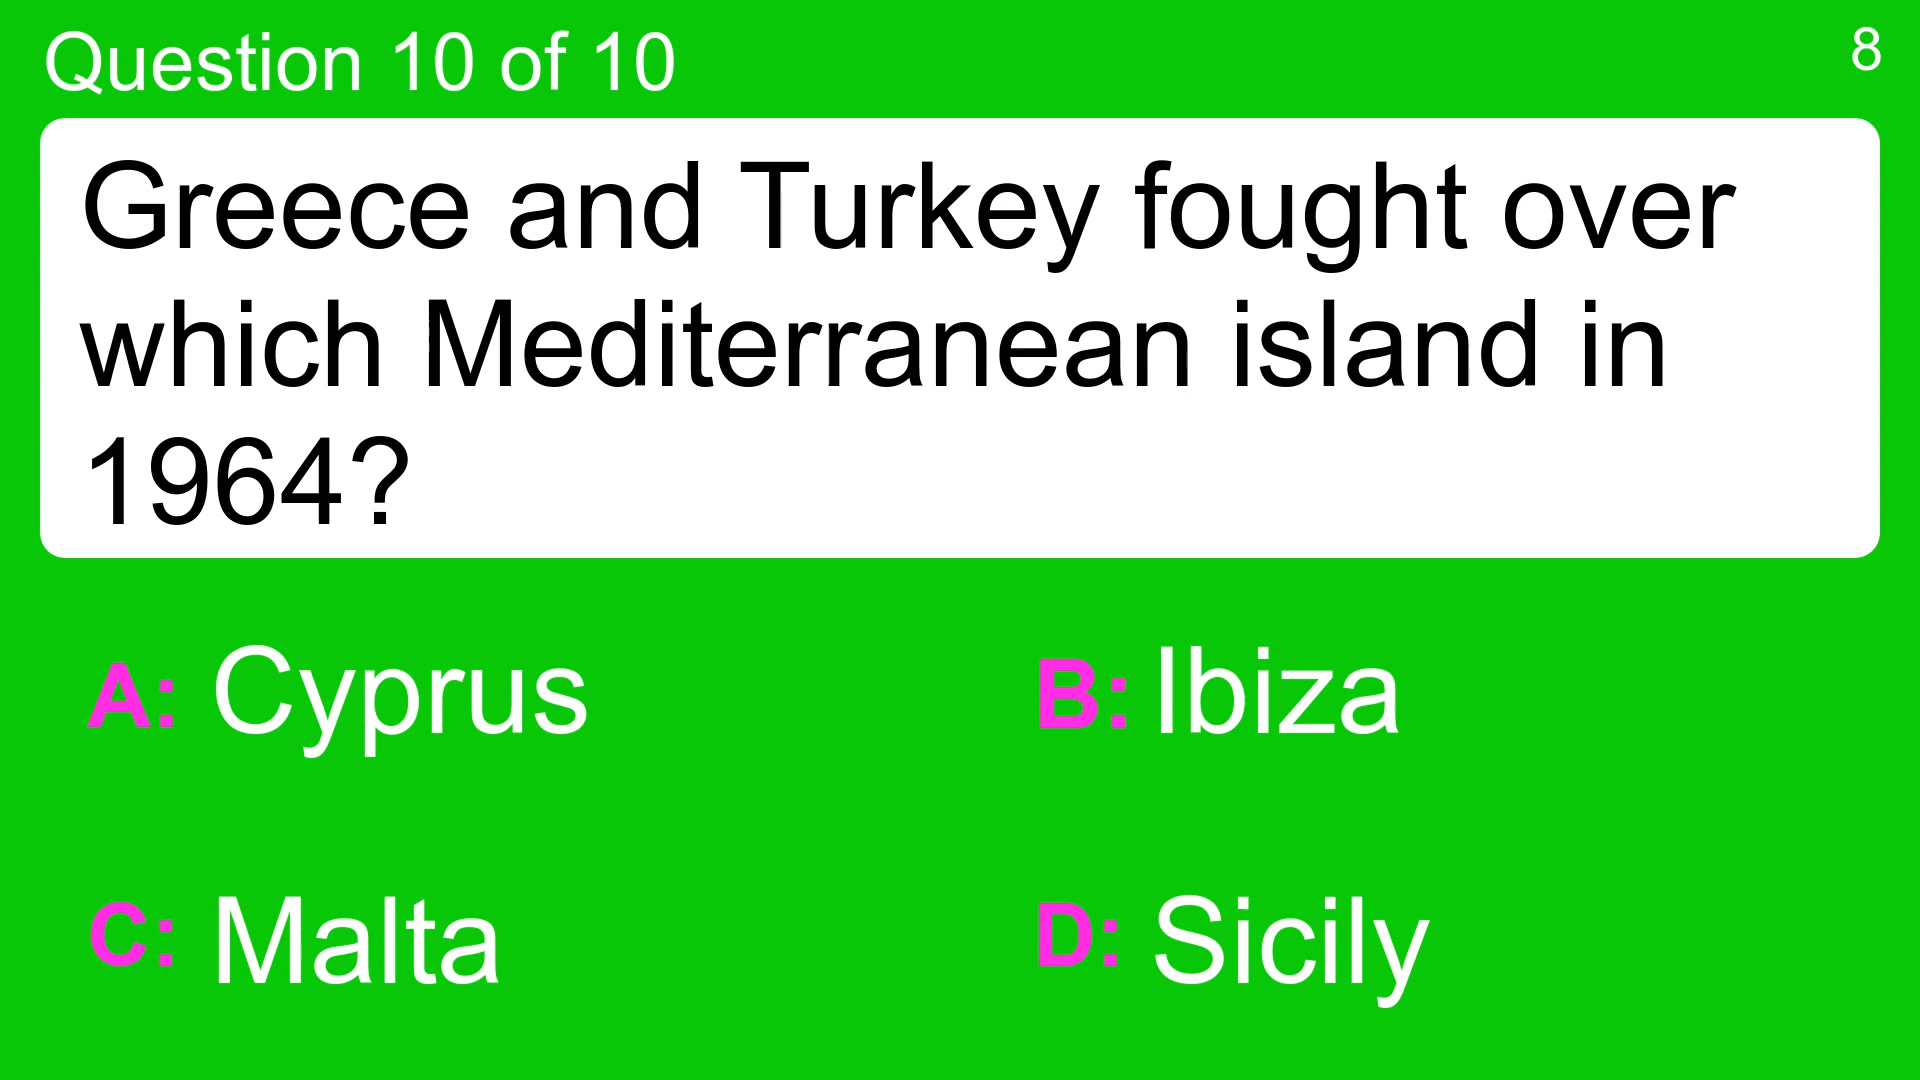 Question 10 of 10
8
Greece and Turkey fought over
which Mediterranean island in
1964?
A: Cyprus
B: Ibiza
C: Malta
D: Sicily